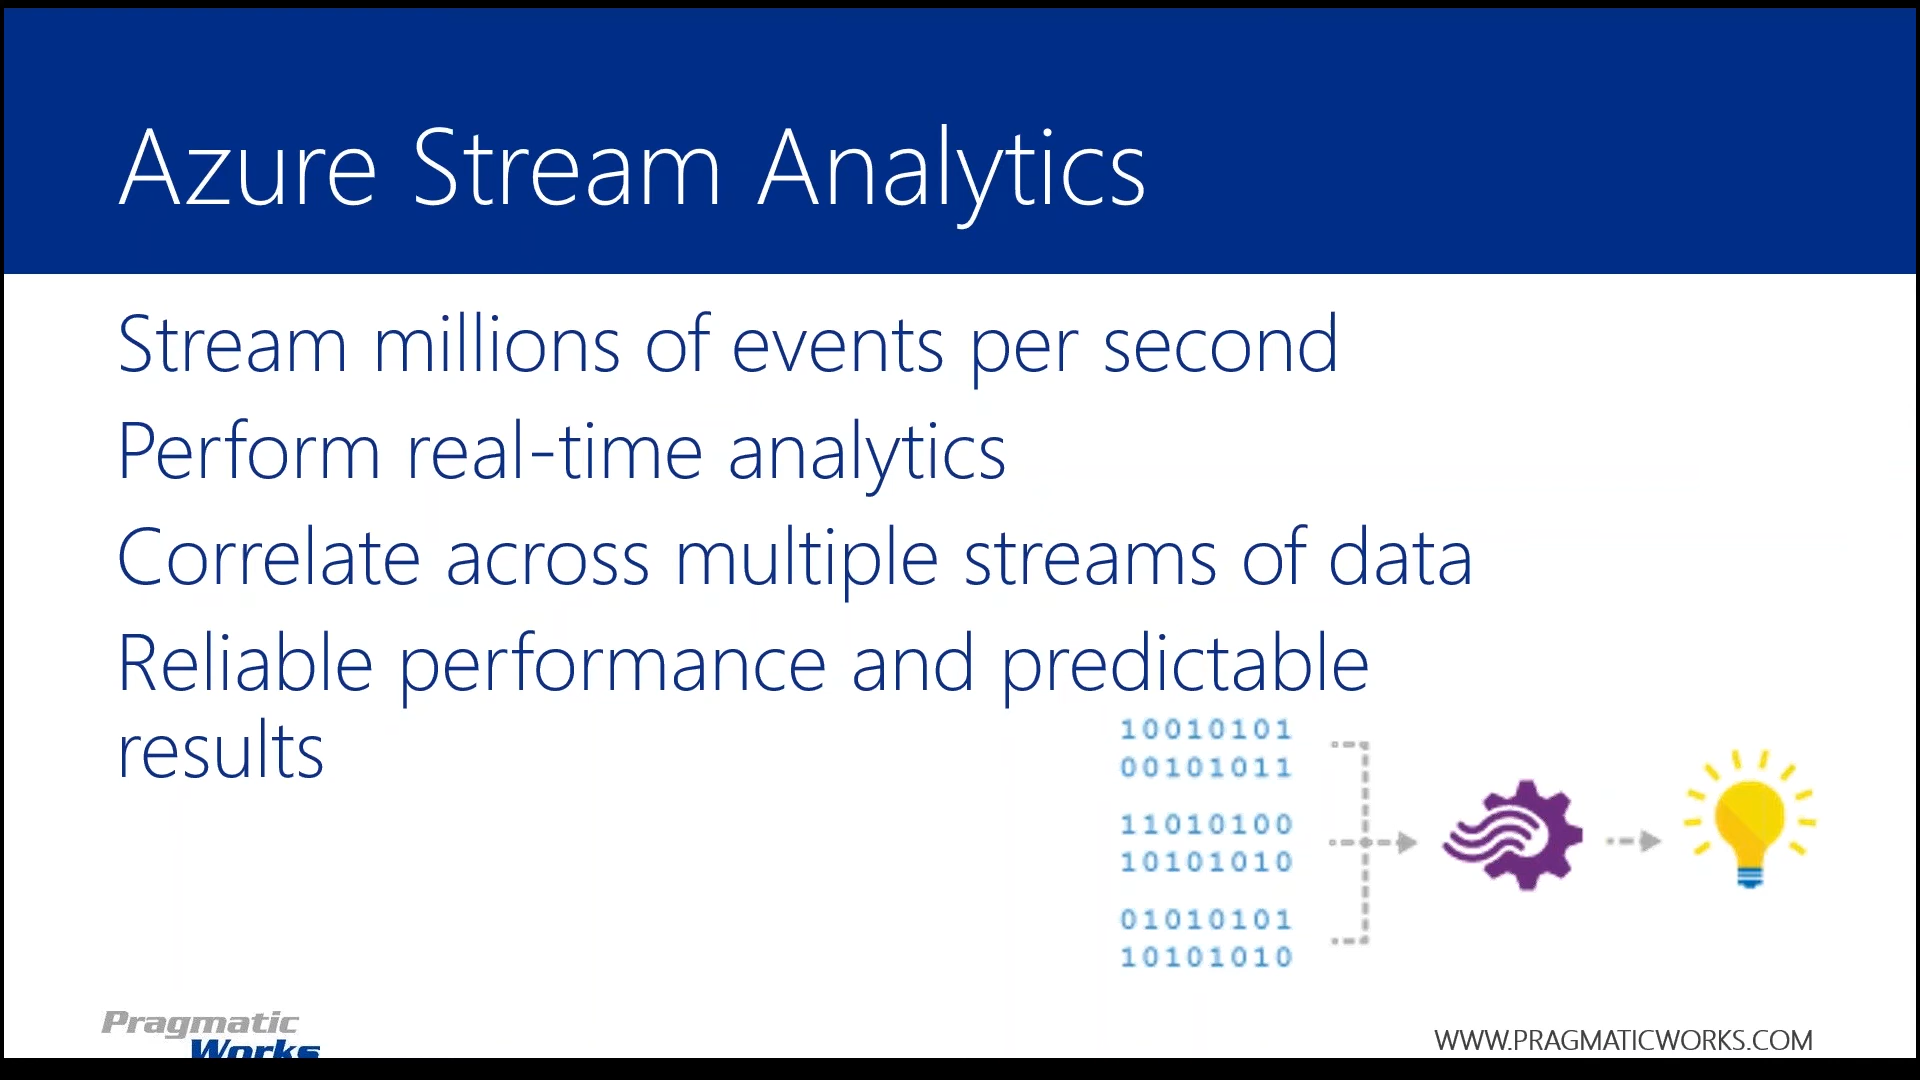 Azure Stream Analytics
Stream millions of events per second
Perform real-time analytics
Correlate across multiple streams of data
Reliable performance and predictable
results
10010101
00101011
11010100
10101010
01010101
10101010
Pragmatic
Works
WWW.PRAGMATICWORKS.COM